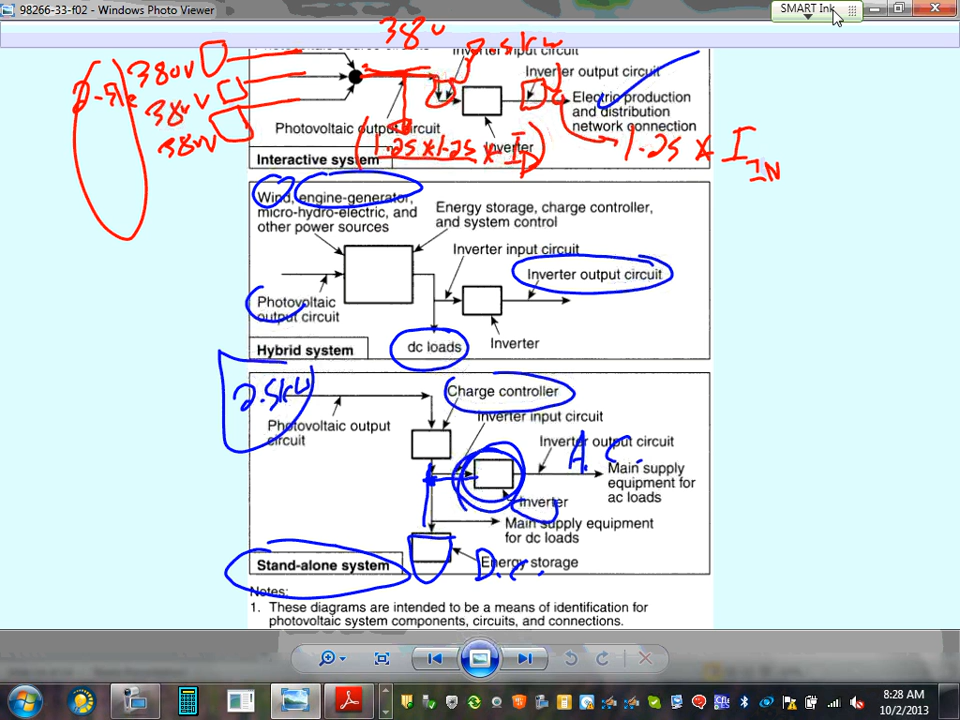 98266-33-f02 - Windows Photo Viewer
SMART Ink
38v
2.5kw
Inverter input circuit
Inverter output circuit
380V
38V
38V
Electric production
and distribution
network connection
Photovoltaic output circuit
Inverter
(1.25 x 1.25 x I
1.25 x I
IN
Interactive system
Wind, engine-generator,
micro-hydro-electric, and
other power sources
Energy storage, charge controller,
and system control
Inverter input circuit
Inverter output circuit
Photovoltaic
output circuit
dc loads
Inverter
Hybrid system
2.5kw
Charge controller
Photovoltaic output
circuit
Inverter input circuit
Inverter output circuit
A.C.
Main supply
equipment for
ac loads
Inverter
Main supply equipment
for dc loads
Energy storage
D.C.
Stand-alone system
Notes:
1. These diagrams are intended to be a means of identification for
photovoltaic system components, circuits, and connections.
8:28 AM
10/2/2013